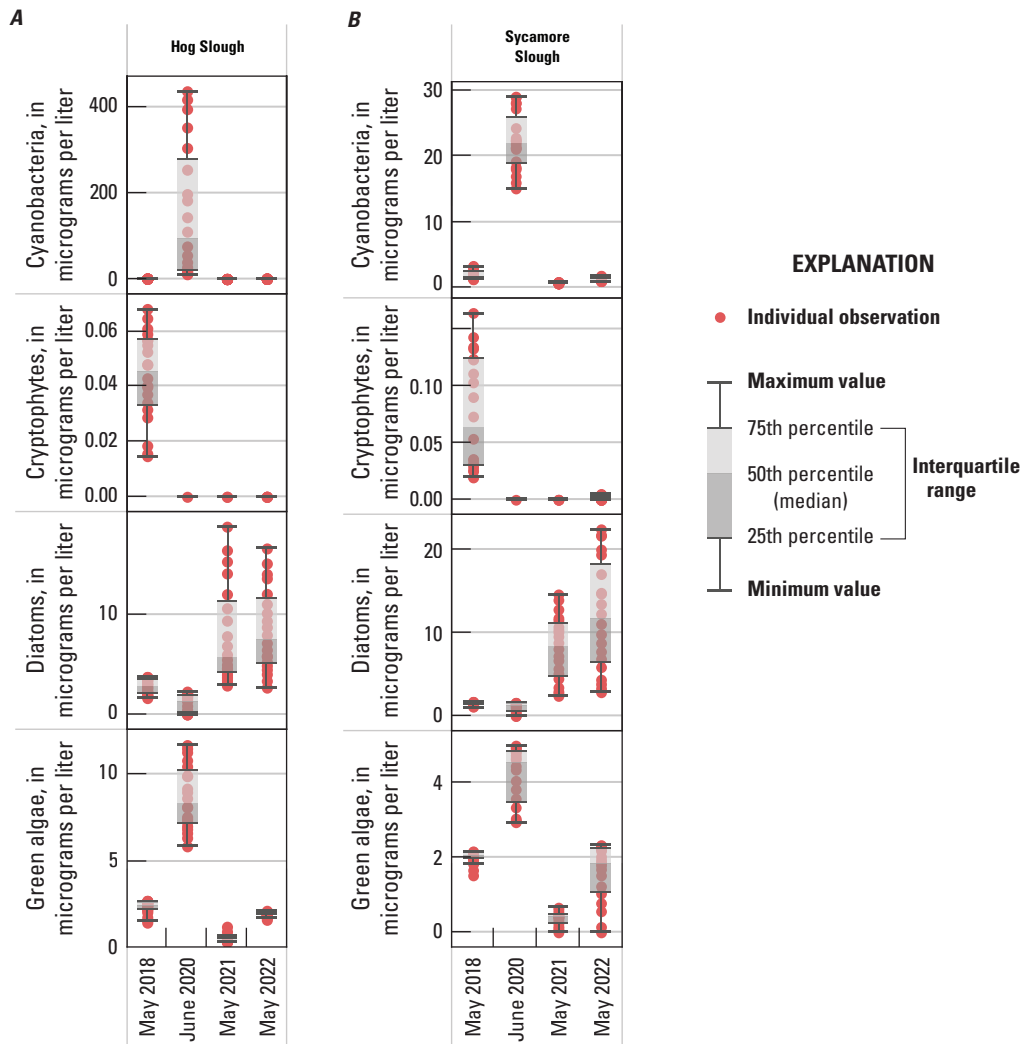 A
Hog Slough
Cyanobacteria, in
micrograms per liter
400
200
0
Cryptophytes, in
micrograms per liter
0.06
0.04
0.02
0.00
Diatoms, in
micrograms per liter
10
0
Green algae, in
micrograms per liter
10
5
0
May 2018
June 2020
May 2021
May 2022
B
Sycamore
Slough
Cyanobacteria, in
micrograms per liter
30
20
10
0
Cryptophytes, in
micrograms per liter
0.10
0.05
0.00
Diatoms, in
micrograms per liter
20
10
0
Green algae, in
micrograms per liter
4
2
0
May 2018
June 2020
May 2021
May 2022
EXPLANATION
Individual observation
Maximum value
75th percentile
50th percentile
(median)
25th percentile
Interquartile
range
Minimum value